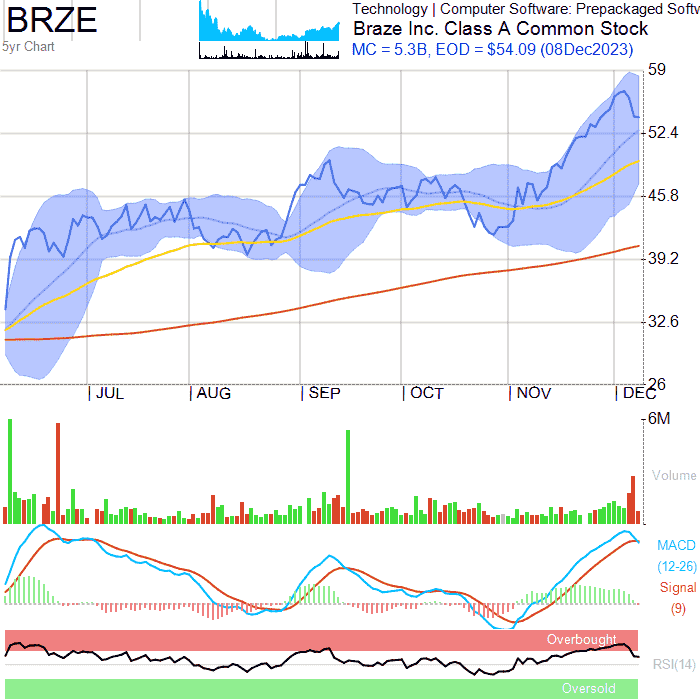 BRZE
5yr Chart
Technology | Computer Software: Prepackaged Softw
Braze Inc. Class A Common Stock
MC = 5.3B, EOD = $54.09 (08Dec2023)
59
52.4
45.8
39.2
32.6
26
JUL
AUG
SEP
OCT
NOV
DEC
6M
Volume
MACD
(12-26)
Signal
(9)
Overbought
RSI(14)
Oversold